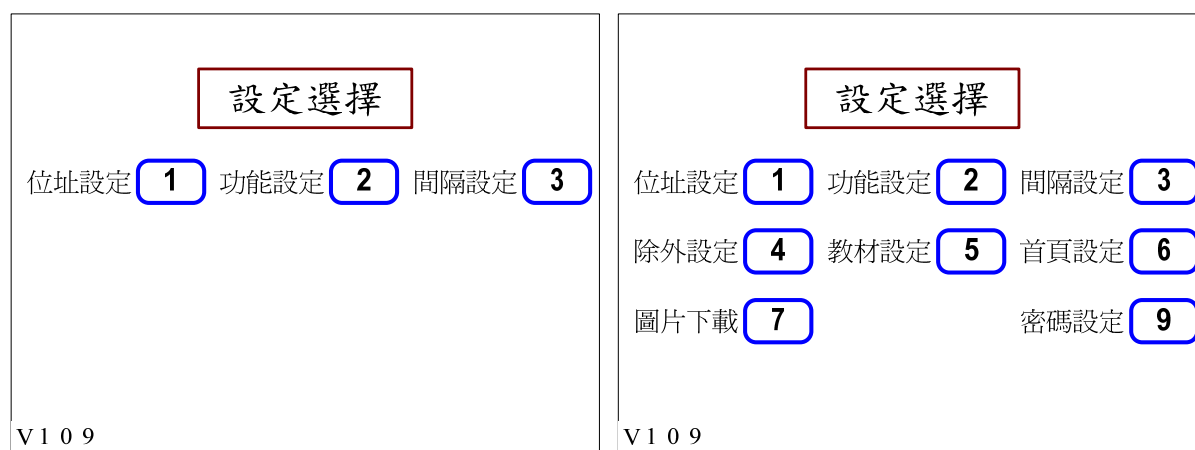 設定選擇
位址設定 1 功能設定 2 間隔設定 3
V109
設定選擇
位址設定 1 功能設定 2 間隔設定 3
除外設定 4 教材設定 5 首頁設定 6
圖片下載 7 密碼設定 9
V109